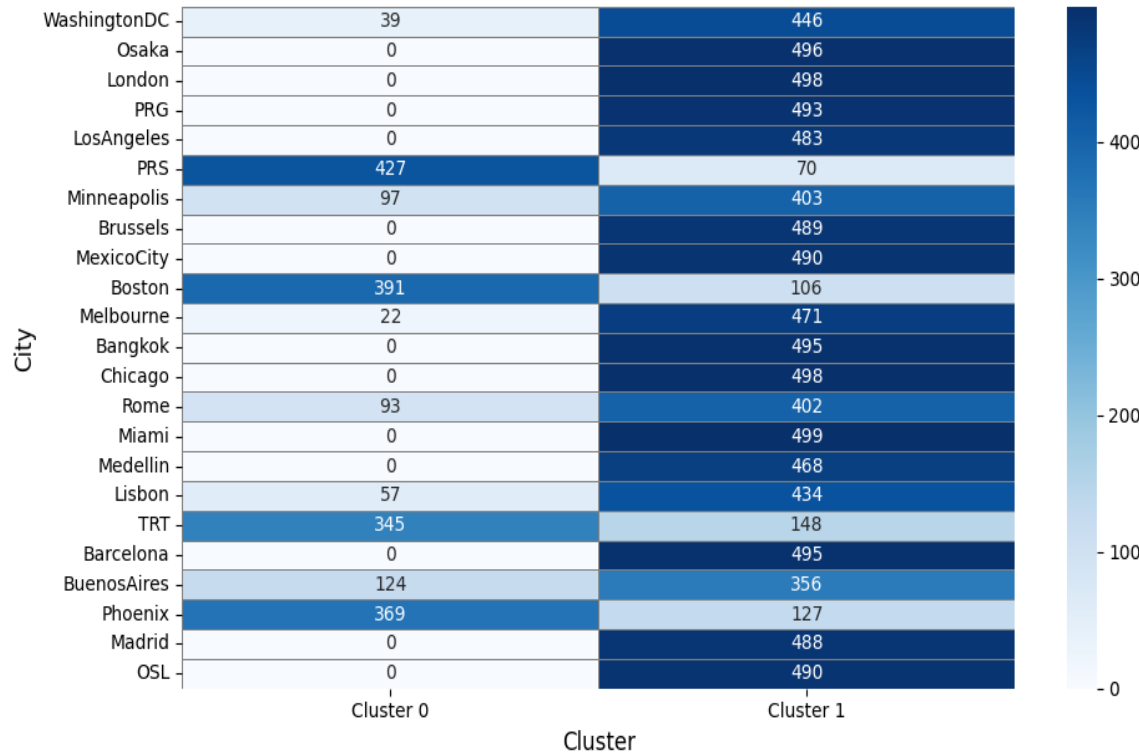 WashingtonDC 39 446
Osaka 0 496
London 0 498
PRG 0 493
LosAngeles 0 483
PRS 427 70
Minneapolis 97 403
Brussels 0 489
MexicoCity 0 490
Boston 391 106
Melbourne 22 471
Bangkok 0 495
Chicago 0 498
Rome 93 402
Miami 0 499
Medellin 0 468
Lisbon 57 434
TRT 345 148
Barcelona 0 495
BuenosAires 124 356
Phoenix 369 127
Madrid 0 488
OSL 0 490
Cluster 0 Cluster 1
Cluster
City
400
300
200
100
0